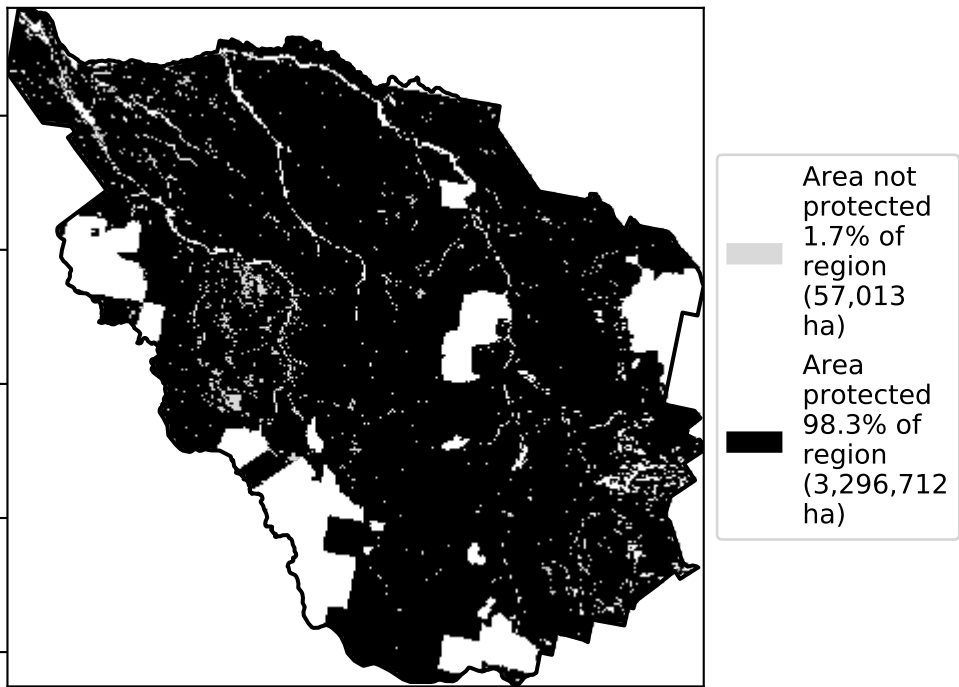 Area not
protected
1.7% of
region
(57,013
ha)
Area
protected
98.3% of
region
(3,296,712
ha)